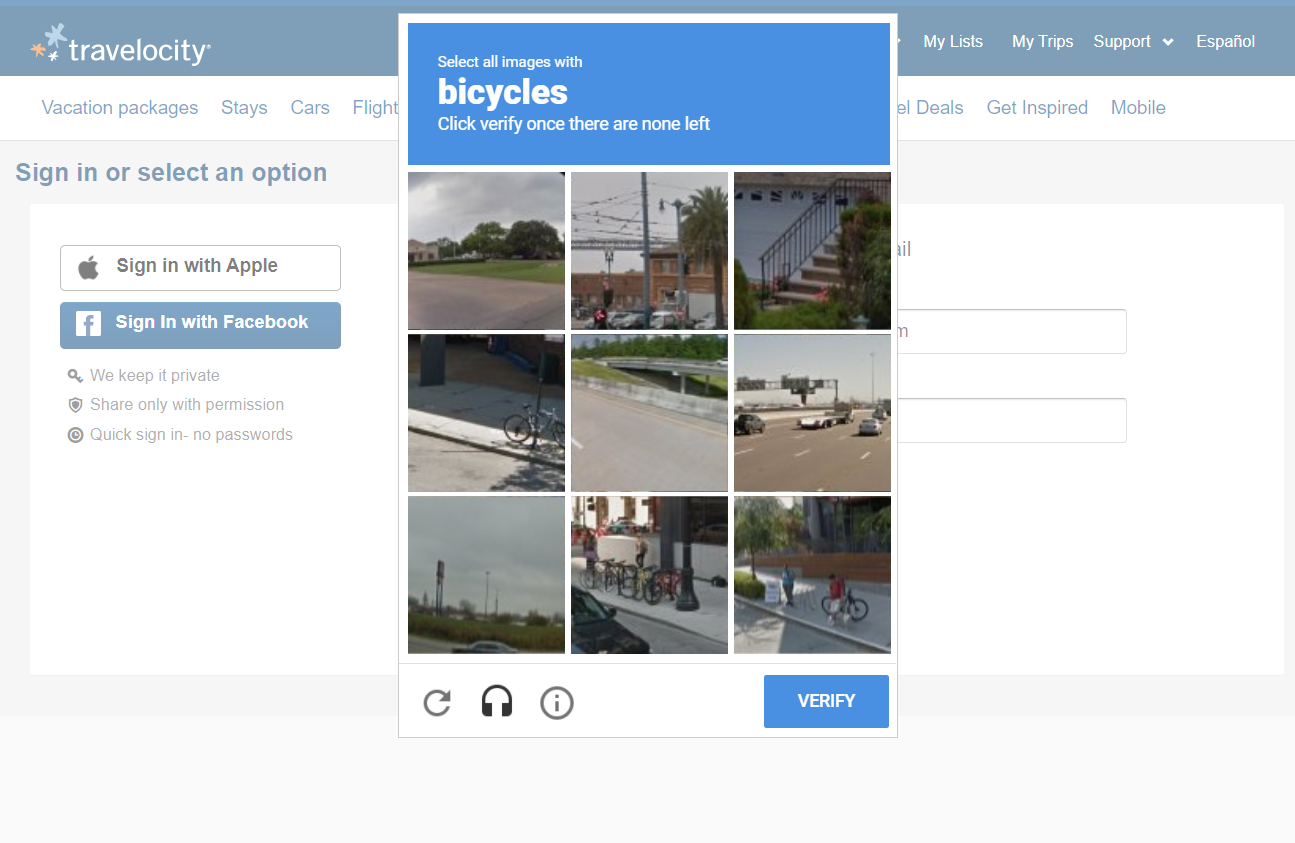 travelocity
My Lists
My Trips
Support
Español
Vacation packages
Stays
Cars
Flight
el Deals
Get Inspired
Mobile
Select all images with
bicycles
Click verify once there are none left
Sign in or select an option
Sign in with Apple
ail
f Sign In with Facebook
m
We keep it private
Share only with permission
Quick sign in- no passwords
VERIFY